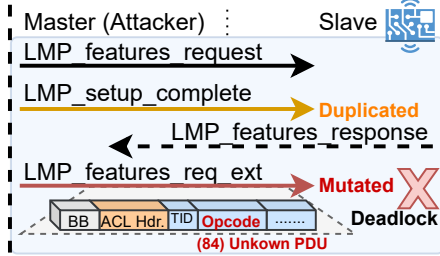 Master (Attacker) Slave
LMP_features_request
LMP_setup_complete
Duplicated
LMP_features_response
LMP_features_req_ext
Mutated
Deadlock
BB ACL Hdr. TID Opcode .......
(84) Unkown PDU